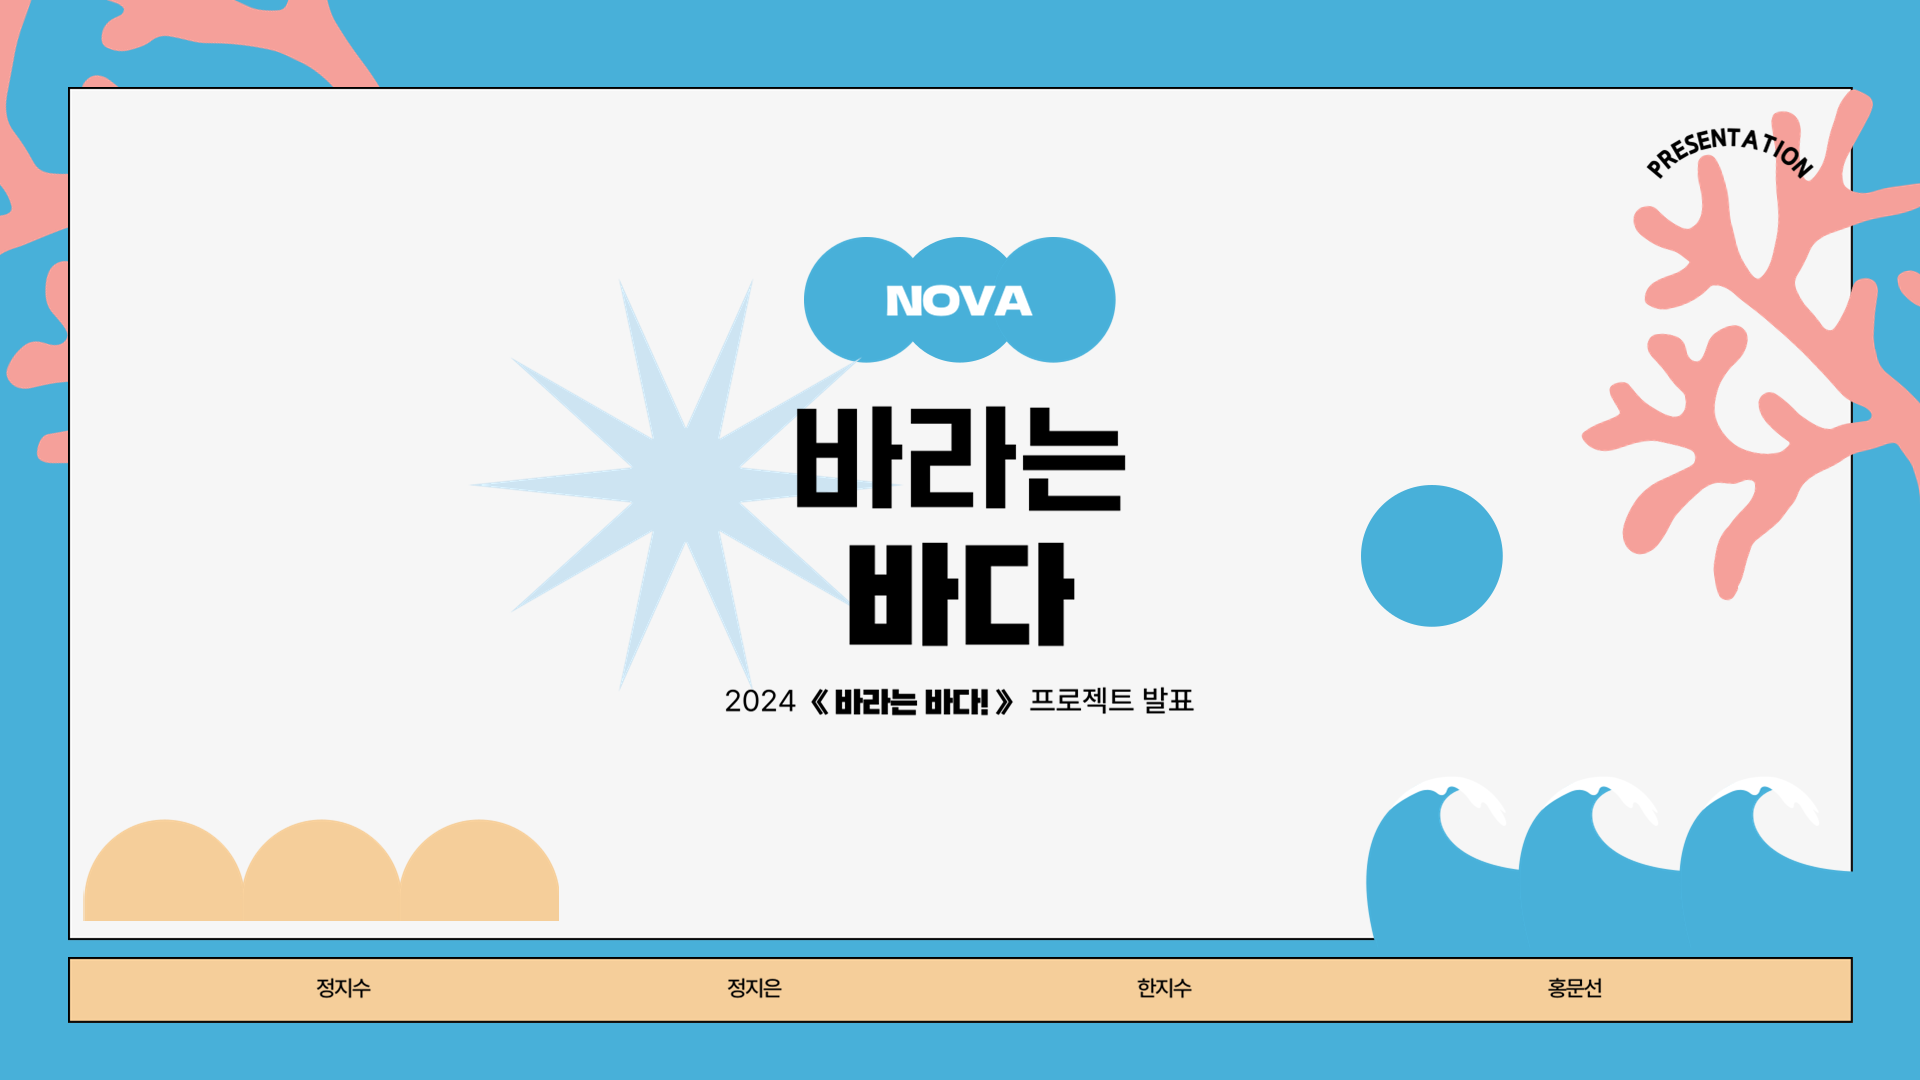 PRESENTATION
NOVA
바라는
바다
2024 《 바라는 바다! 》 프로젝트 발표
정지수 정지은 한지수 홍문선